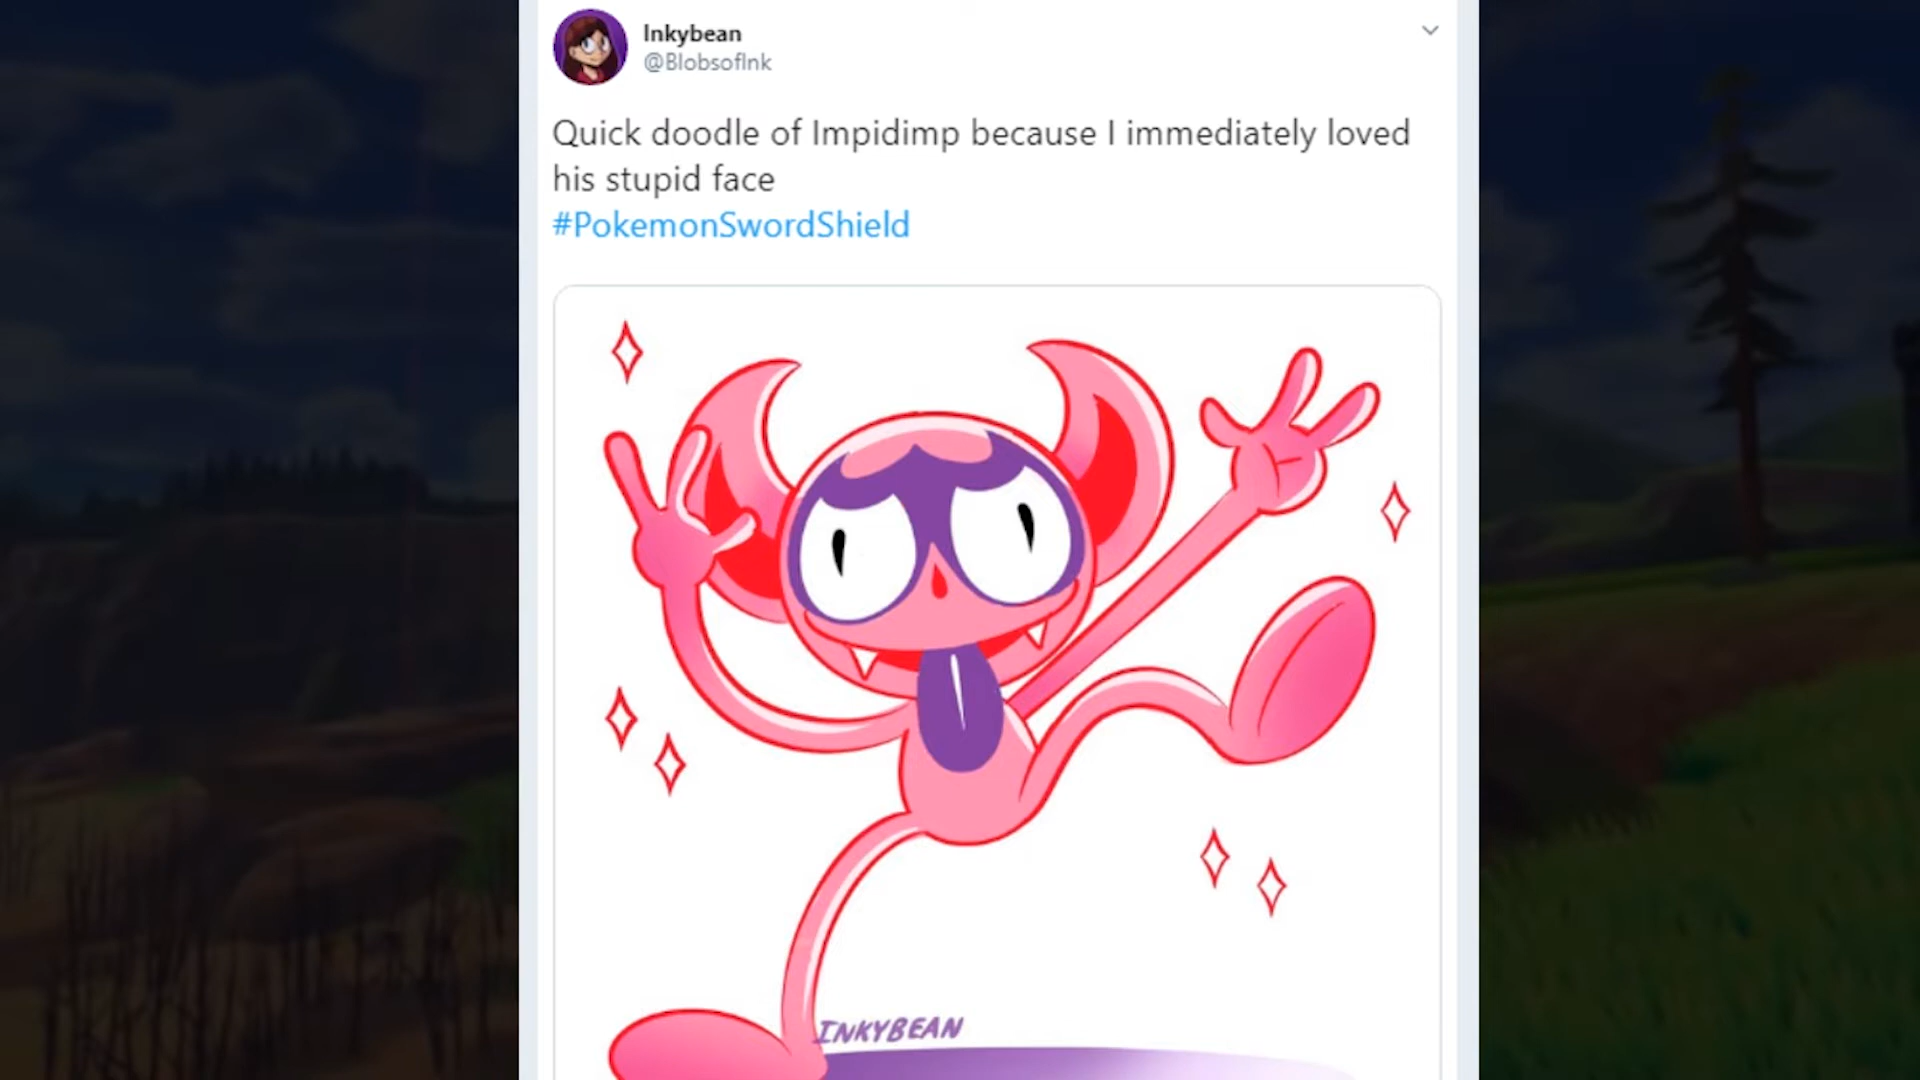 Inkybean
@BlobsofInk
Quick doodle of Impidimp because I immediately loved
his stupid face
#PokemonSwordShield
INKYBEAN